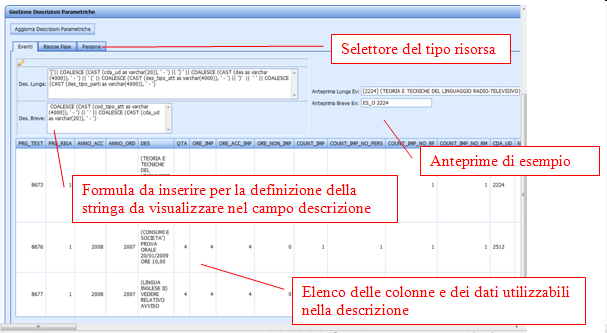 Gestione Descrizioni Parametriche
Aggiorna Descrizioni Parametriche
Eventi Risorse Fisse Persone
Selettore del tipo risorsa
Des. Lunga:
'['|| COALESCE (CAST (cda_ud as varchar(20)), ' - ') || '] ' || COALESCE (CAST (des as varchar
(4000)), ' - ') || ' (' || COALESCE (CAST (des_tipo_att as varchar(4000)), ' - ') || ')' || ' ' || COALESCE
(CAST (des_tipo_parti as varchar(4000)), ' - ')
Anteprima Lunga Ev: [2224] (TEORIA E TECNICHE DEL LINGUAGGIO RADIO-TELEVISIVO)
Anteprima Breve Ev: ES_O 2224
Des. Breve:
COALESCE (CAST (cod_tipo_att as varchar
(4000)), ' - ') || ' ' || COALESCE (CAST (cda_ud
as varchar(20)), ' - ')
Anteprime di esempio
PRG_TEST PRG_RIGA ANNO_ACC ANNO_ORD DES QTA ORE_IMP ORE_ACC_IMP ORE_NON_IMP COUNT_IMP COUNT_IMP_NO_PERS COUNT_IMP_NO_RF COUNT_IMP_NO_RM CDA_UD
8673
(TEORIA E
TECNICHE
DEL
1 1 2224
Formula da inserire per la definizione della
stringa da visualizzare nel campo descrizione
8676 1 2008 2007 (CONSUMI E
SOCIETA')
PROVA
ORALE
20/01/2009
ORE 10,00
4 4 4 0 1 1 1 1 2512
Elenco delle colonne e dei dati utilizzabili
nella descrizione
8677 1 2008 2007 (LINGUA
INGLESE II)
VEDERE
RELATIVO
AVVISO
4 4 4 0